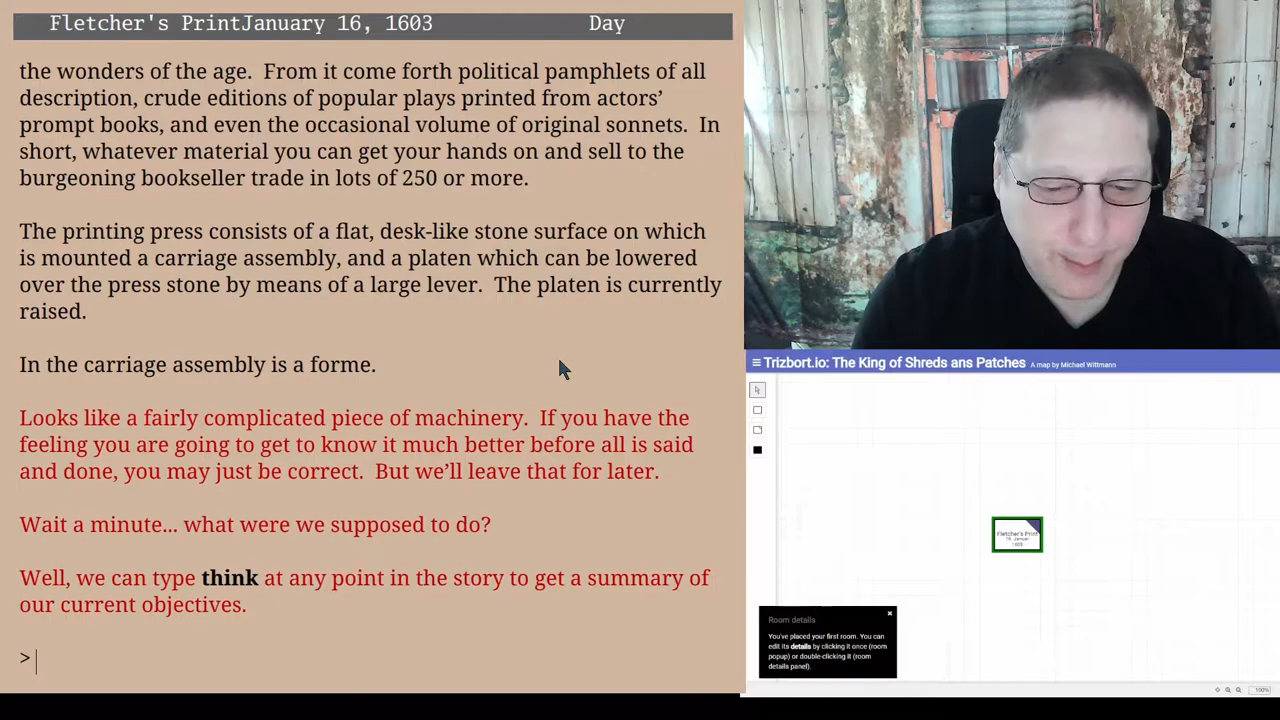 Fletcher's PrintJanuary 16, 1603 Day
the wonders of the age.  From it come forth political pamphlets of all
description, crude editions of popular plays printed from actors’
prompt books, and even the occasional volume of original sonnets.  In
short, whatever material you can get your hands on and sell to the
burgeoning bookseller trade in lots of 250 or more.
The printing press consists of a flat, desk-like stone surface on which
is mounted a carriage assembly, and a platen which can be lowered
over the press stone by means of a large lever.  The platen is currently
raised.
In the carriage assembly is a forme.
Looks like a fairly complicated piece of machinery.  If you have the
feeling you are going to get to know it much better before all is said
and done, you may just be correct.  But we’ll leave that for later.
Wait a minute... what were we supposed to do?
Well, we can type think at any point in the story to get a summary of
our current objectives.
>
Trizbort.io: The King of Shreds ans Patches A map by Michael Wittmann
Fletcher's Print
16. Januar
1603
Room details
You've placed your first room. You can
edit its details by clicking it once (room
popup) or double-clicking it (room
details panel).
100%